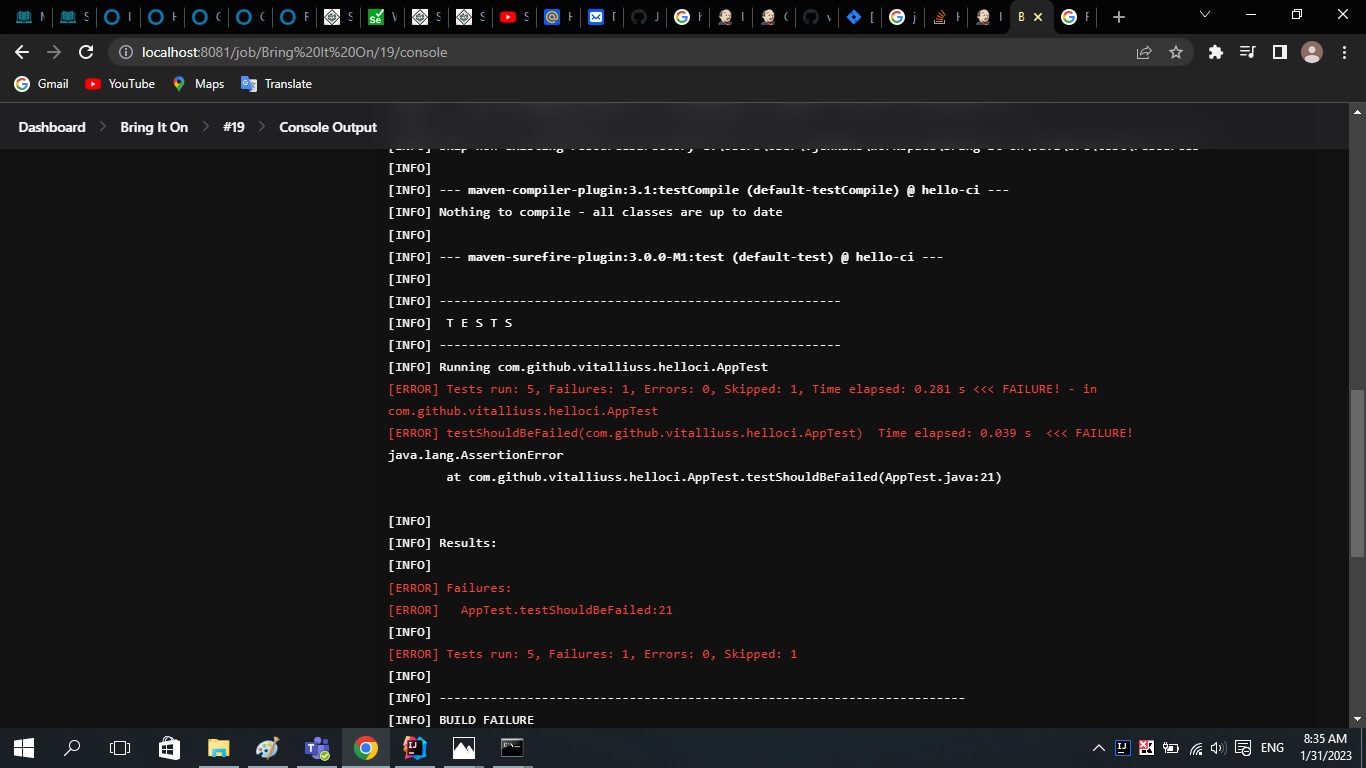 localhost:8081/job/Bring%20It%20On/19/console
Gmail YouTube Maps Translate
Dashboard Bring It On #19 Console Output
[INFO]
[INFO] --- maven-compiler-plugin:3.1:testCompile (default-testCompile) @ hello-ci ---
[INFO] Nothing to compile - all classes are up to date
[INFO]
[INFO] --- maven-surefire-plugin:3.0.0-M1:test (default-test) @ hello-ci ---
[INFO]
[INFO] -------------------------------------------------------
[INFO]  T E S T S
[INFO] -------------------------------------------------------
[INFO] Running com.github.vitalliuss.helloci.AppTest
[ERROR] Tests run: 5, Failures: 1, Errors: 0, Skipped: 1, Time elapsed: 0.281 s <<< FAILURE! - in
com.github.vitalliuss.helloci.AppTest
[ERROR] testShouldBeFailed(com.github.vitalliuss.helloci.AppTest)  Time elapsed: 0.039 s  <<< FAILURE!
java.lang.AssertionError
at com.github.vitalliuss.helloci.AppTest.testShouldBeFailed(AppTest.java:21)
[INFO]
[INFO] Results:
[INFO]
[ERROR] Failures:
[ERROR]   AppTest.testShouldBeFailed:21
[INFO]
[ERROR] Tests run: 5, Failures: 1, Errors: 0, Skipped: 1
[INFO]
[INFO] ------------------------------------------------------------------------
[INFO] BUILD FAILURE
ENG
8:35 AM
1/31/2023